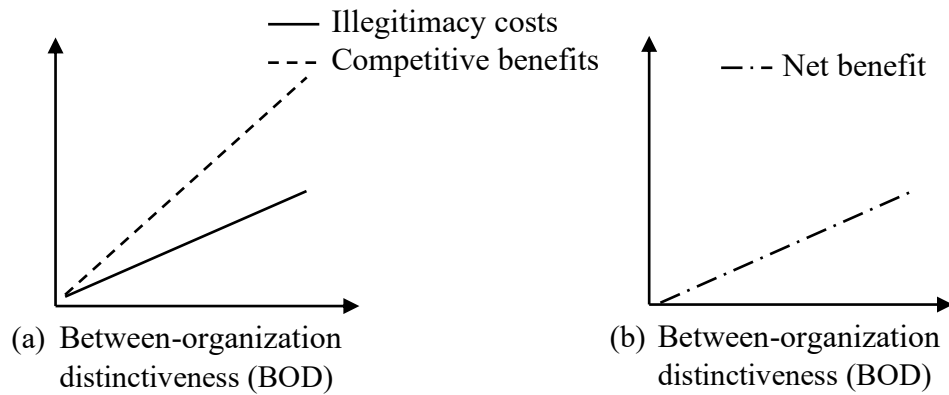 Illegitimacy costs
Competitive benefits
(a) Between-organization
distinctiveness (BOD)
Net benefit
(b) Between-organization
distinctiveness (BOD)